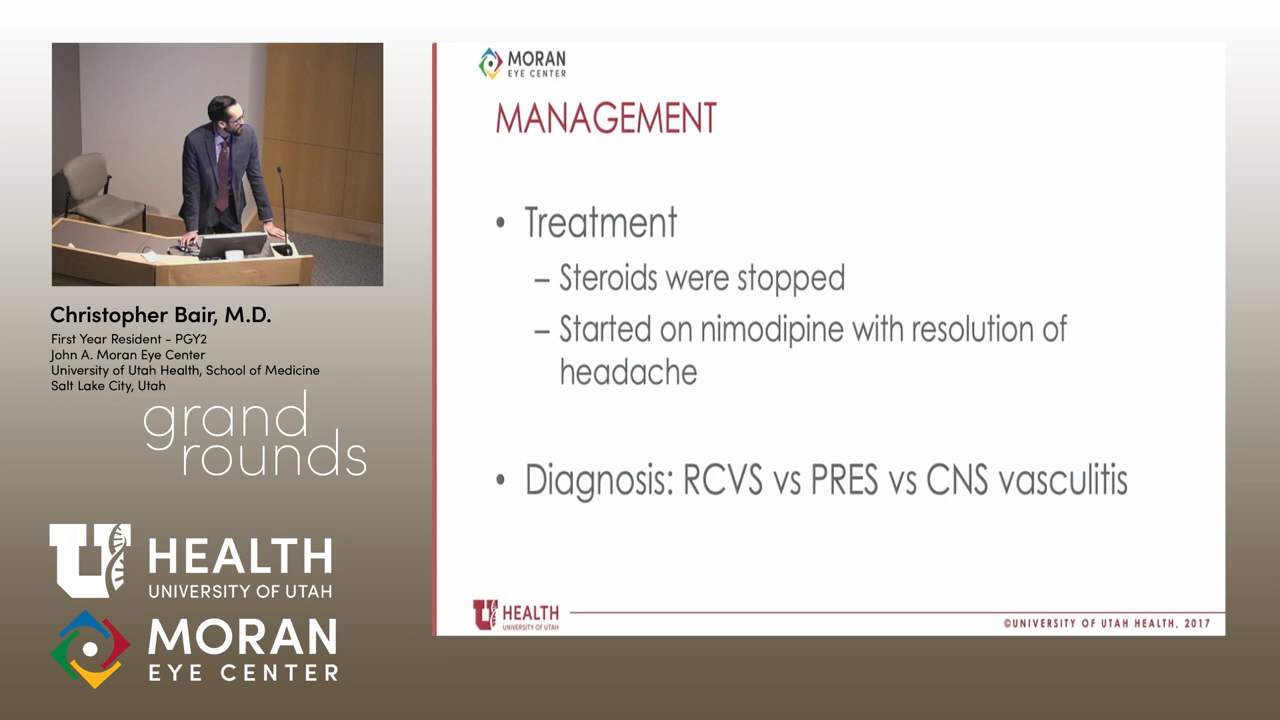 Christopher Bair, M.D.
First Year Resident - PGY2
John A. Moran Eye Center
University of Utah Health, School of Medicine
Salt Lake City, Utah
grand
rounds
U HEALTH
UNIVERSITY OF UTAH
MORAN
EYE CENTER
MORAN
EYE CENTER
MANAGEMENT
• Treatment
– Steroids were stopped
– Started on nimodipine with resolution of
headache
• Diagnosis: RCVS vs PRES vs CNS vasculitis
U HEALTH
UNIVERSITY OF UTAH
©UNIVERSITY OF UTAH HEALTH, 2017